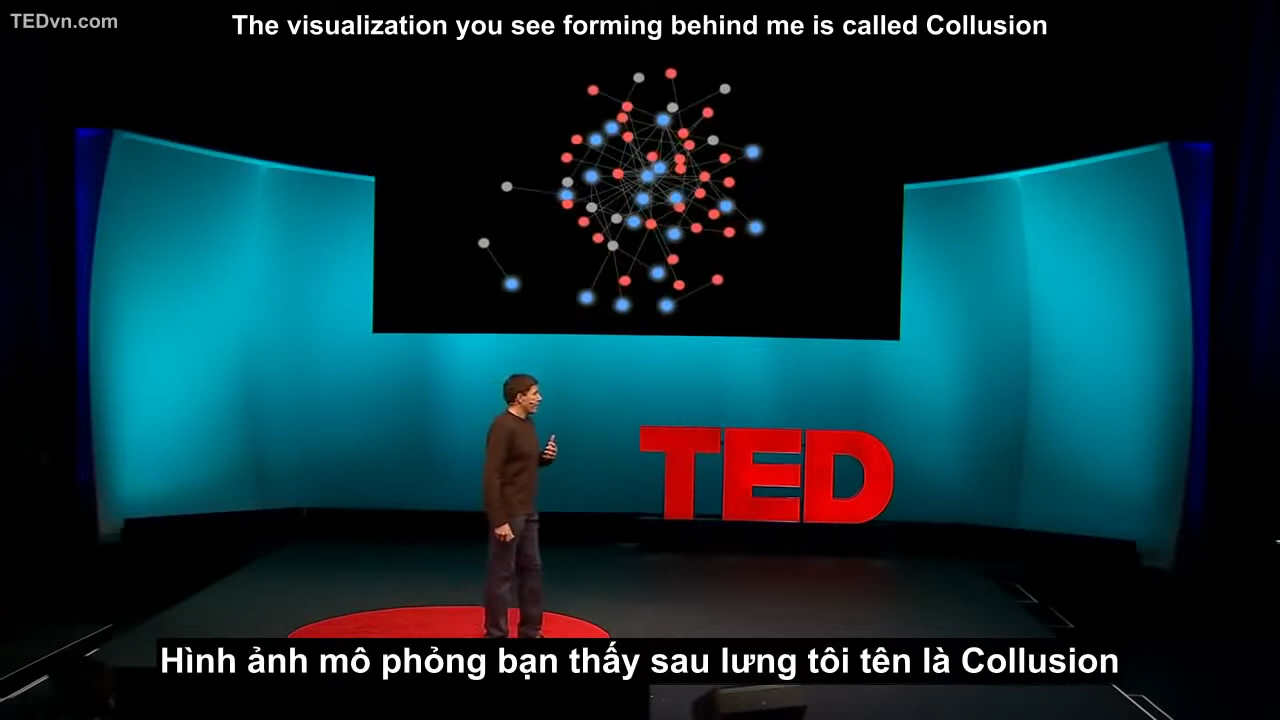 TEDvn.com
The visualization you see forming behind me is called Collusion
TED
Hình ảnh mô phỏng bạn thấy sau lưng tôi tên là Collusion